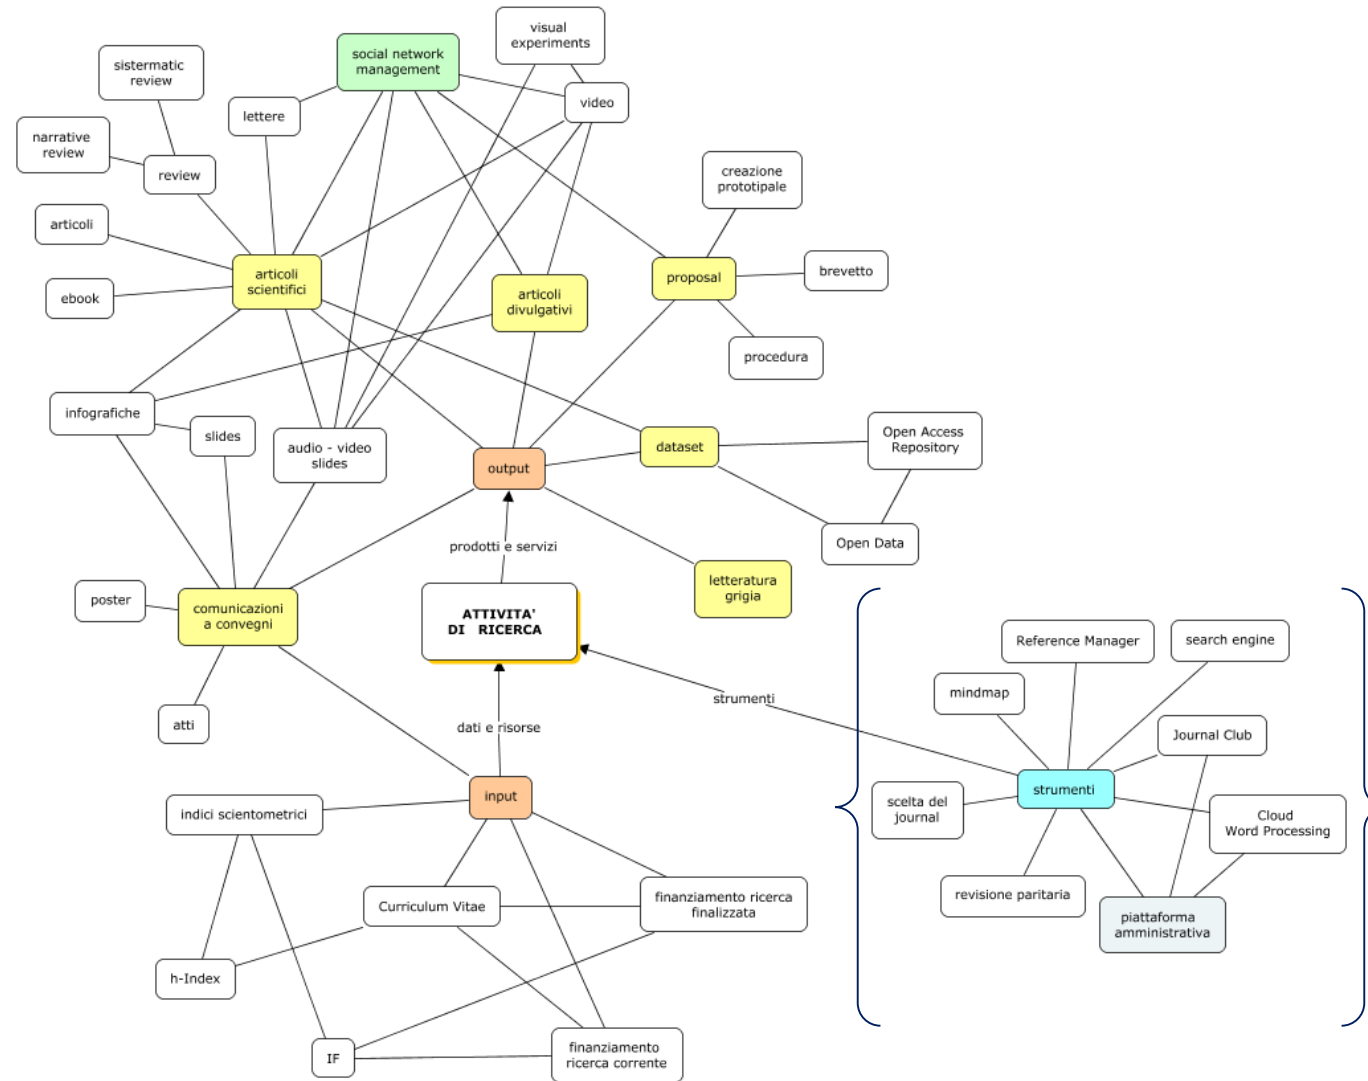 visual
experiments
social network
management
sistermatic
review
video
lettere
narrative
review
review
creazione
prototipale
articoli
articoli
scientifici
proposal
brevetto
ebook
articoli
divulgativi
procedura
infografiche
slides
audio - video
slides
output
dataset
Open Access
Repository
Open Data
prodotti e servizi
letteratura
grigia
poster
comunicazioni
a convegni
ATTIVITA'
DI RICERCA
Reference Manager
search engine
mindmap
strumenti
atti
dati e risorse
Journal Club
input
strumenti
indici scientometrici
scelta del
journal
Cloud
Word Processing
Curriculum Vitae
finanziamento ricerca
finalizzata
revisione paritaria
piattaforma
amministrativa
h-Index
IF
finanziamento
ricerca corrente